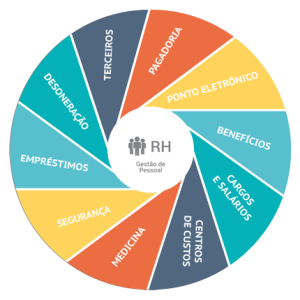 TERCEIROS
PAGADORIA
PONTO ELETRÔNICO
BENEFÍCIOS
CARGOS
E SALÁRIOS
CENTROS
DE CUSTOS
MEDICINA
SEGURANÇA
EMPRÉSTIMOS
DESONERAÇÃO
RH
Gestão de
Pessoal